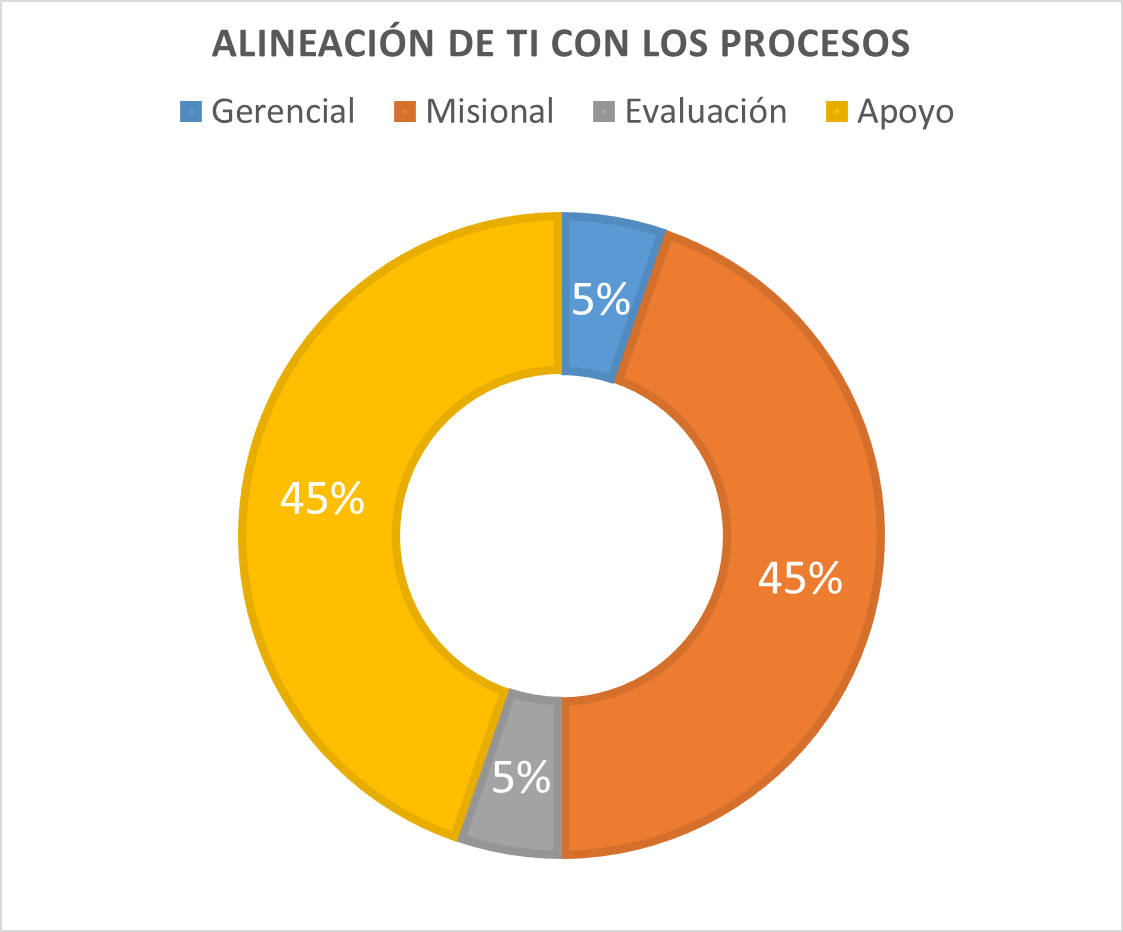 ALINEACIÓN DE TI CON LOS PROCESOS
Gerencial Misional Evaluación Apoyo
5%
45%
45%
5%